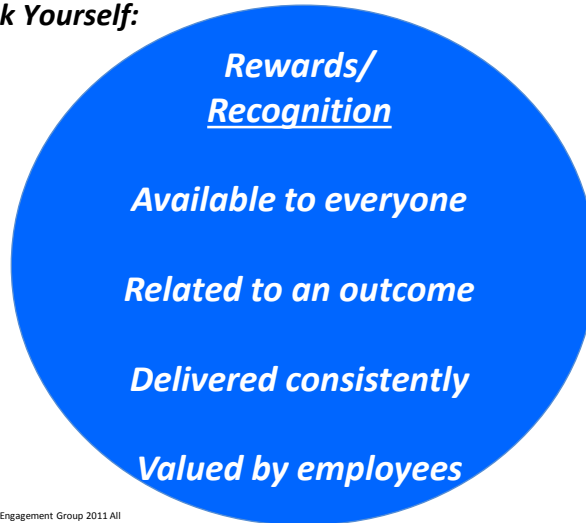 k Yourself:
Rewards/
Recognition
Available to everyone
Related to an outcome
Delivered consistently
Valued by employees
Engagement Group 2011 All